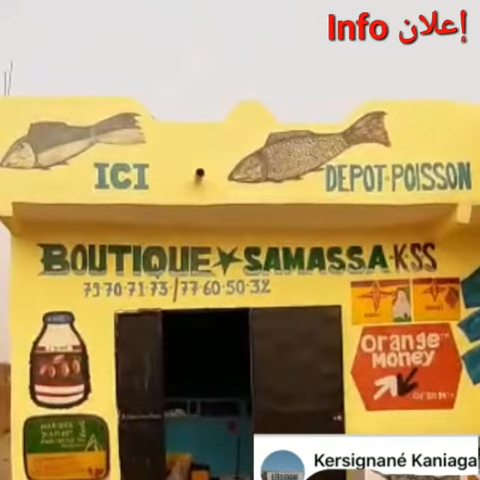 Info إعلان
ICI
DEPOT-POISSON
BOUTIQUE★SAMASSA·KSS
79·70·71·73·/77·60·50·32
Orange™
Money
Kersignané Kaniaga